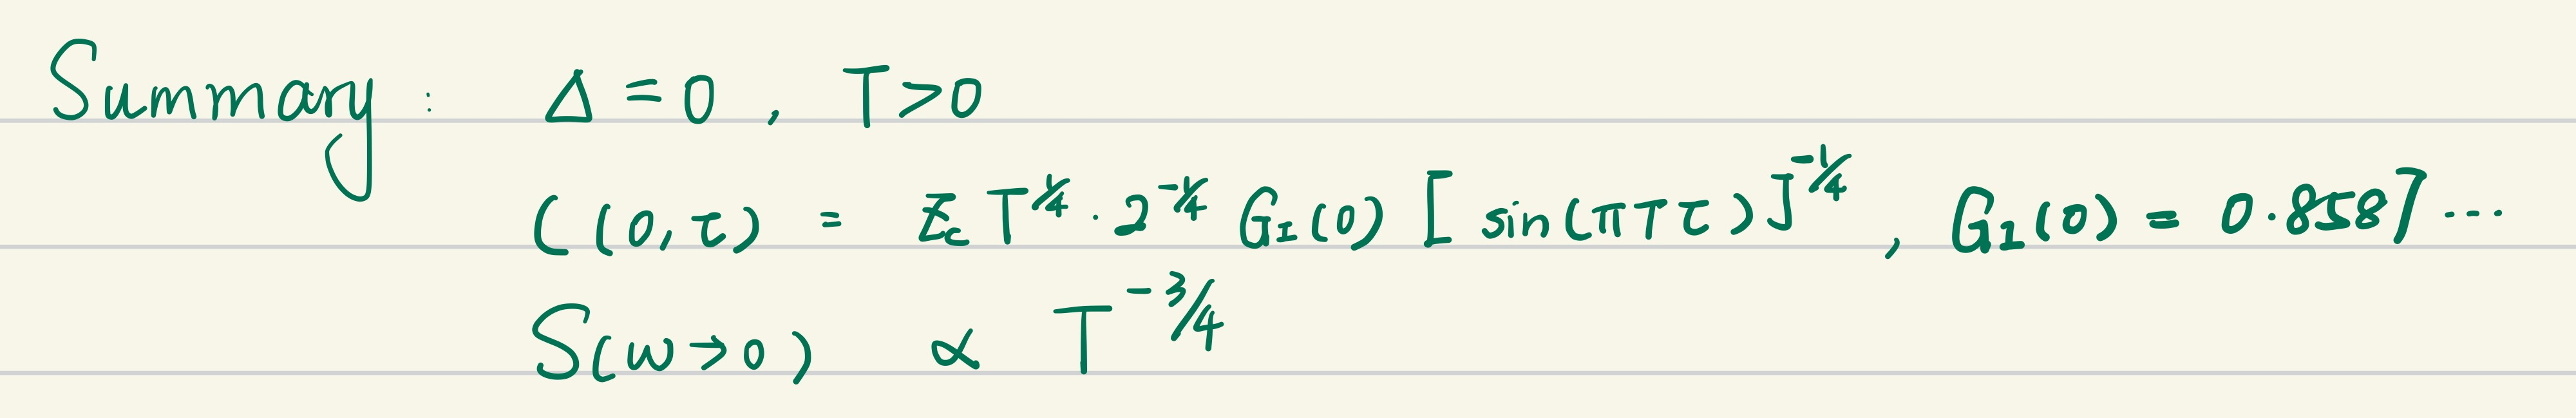 Summary : Δ = 0 , T > 0
C(0, τ) = Z_c T^{1/4} · 2^{-1/4} G_I(0) [ sin(πTτ) ]^{-1/4} , G_I(0) = 0.8587...
S(ω→0) ∝ T^{-3/4}